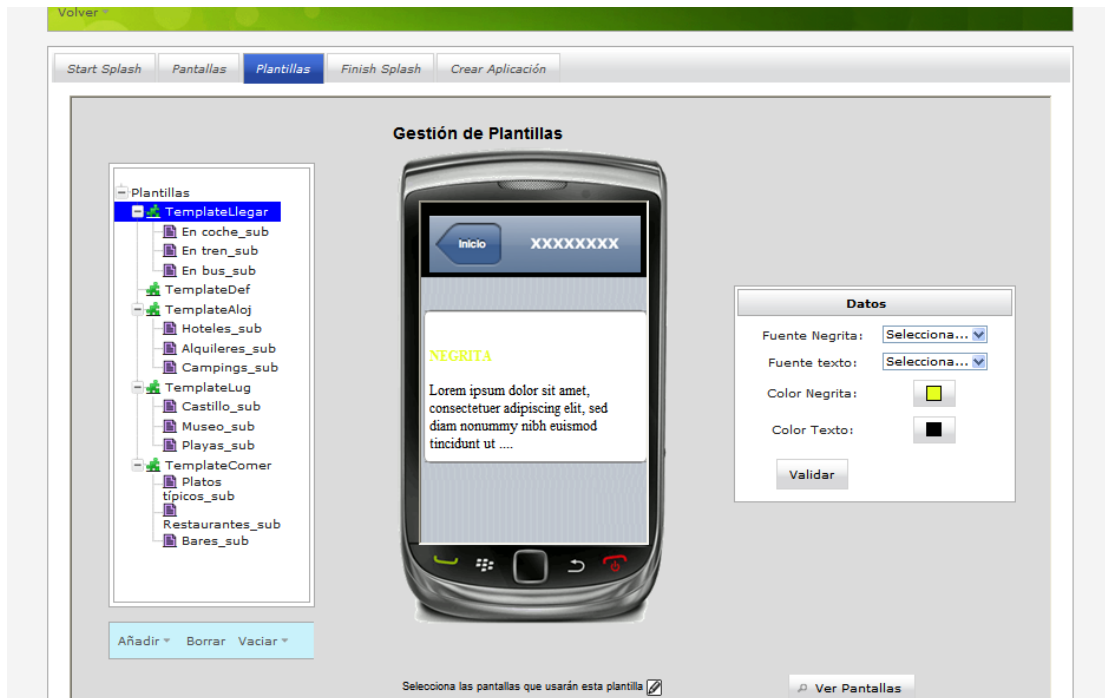 Volver
Start Splash Pantallas Plantillas Finish Splash Crear Aplicación
Gestión de Plantillas
Plantillas
TemplateLlegar
En coche_sub
En tren_sub
En bus_sub
TemplateDef
TemplateAloj
Hoteles_sub
Alquileres_sub
Campings_sub
TemplateLug
Castillo_sub
Museo_sub
Playas_sub
TemplateComer
Platos
típicos_sub
Restaurantes_sub
Bares_sub
Añadir Borrar Vaciar
Inicio XXXXXXXX
NEGRITA
Lorem ipsum dolor sit amet,
consectetuer adipiscing elit, sed
diam nonummy nibh euismod
tincidunt ut ....
Datos
Fuente Negrita: Selecciona...
Fuente texto: Selecciona...
Color Negrita:
Color Texto:
Validar
Selecciona las pantallas que usarán esta plantilla
Ver Pantallas